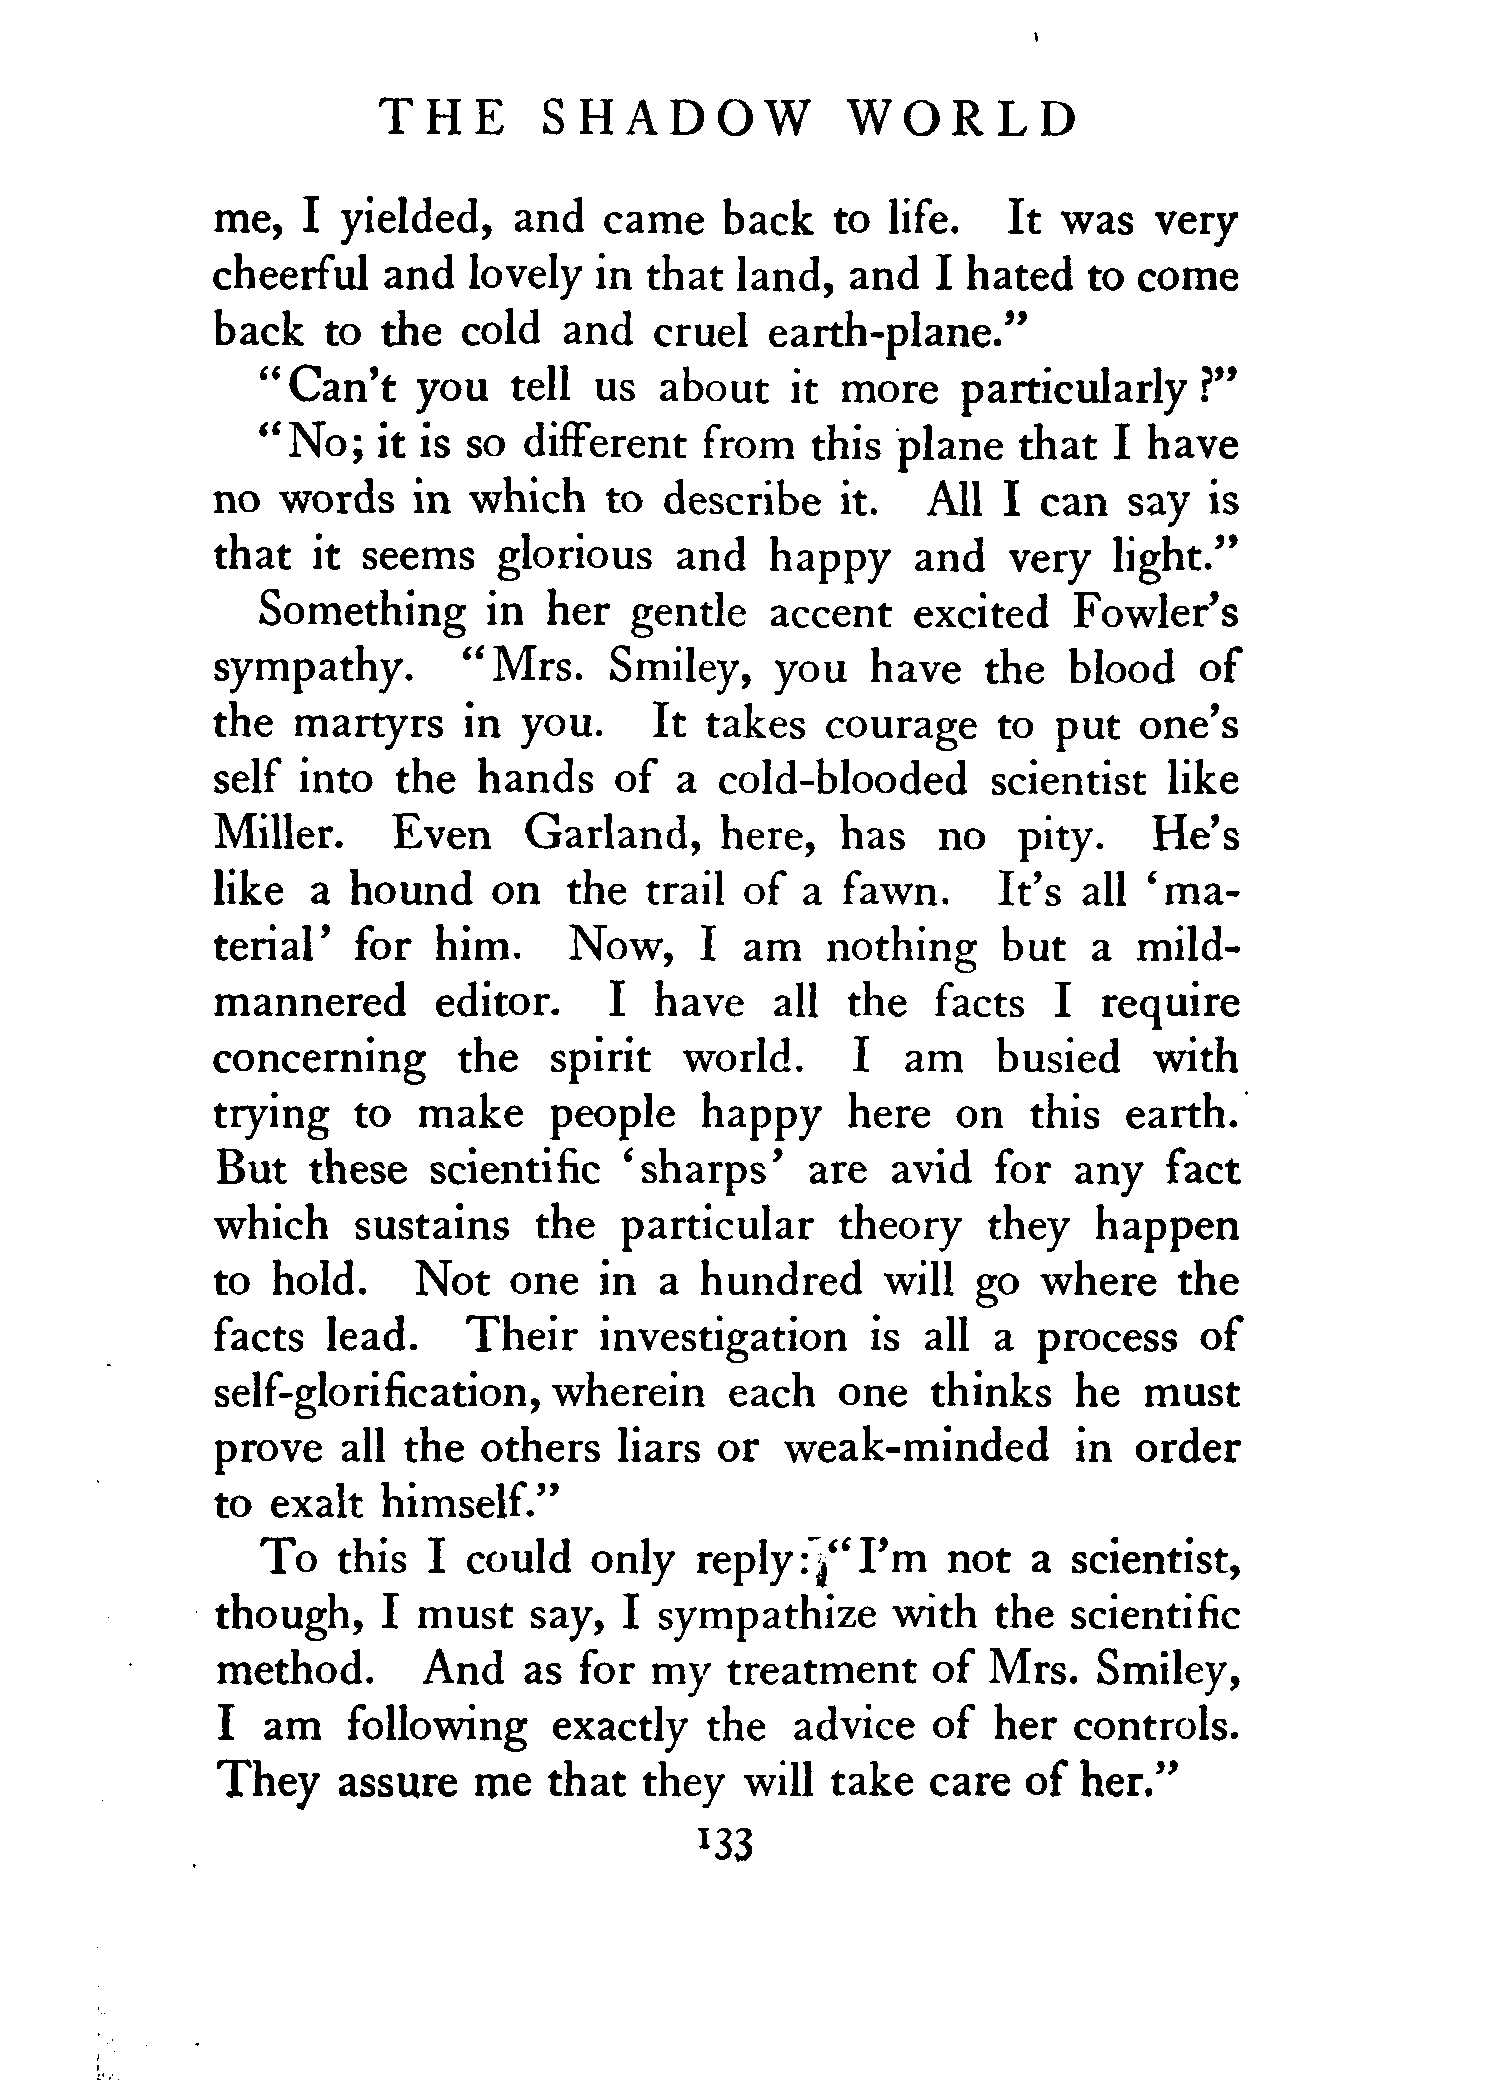 THE SHADOW WORLD
me, I yielded, and came back to life. It was very
cheerful and lovely in that land, and I hated to come
back to the cold and cruel earth-plane.”
“Can’t you tell us about it more particularly?”
“No; it is so different from this plane that I have
no words in which to describe it. All I can say is
that it seems glorious and happy and very light.”
Something in her gentle accent excited Fowler’s
sympathy. “Mrs. Smiley, you have the blood of
the martyrs in you. It takes courage to put one’s
self into the hands of a cold-blooded scientist like
Miller. Even Garland, here, has no pity. He’s
like a hound on the trail of a fawn. It’s all ‘ma-
terial’ for him. Now, I am nothing but a mild-
mannered editor. I have all the facts I require
concerning the spirit world. I am busied with
trying to make people happy here on this earth.
But these scientific ‘sharps’ are avid for any fact
which sustains the particular theory they happen
to hold. Not one in a hundred will go where the
facts lead. Their investigation is all a process of
self-glorification, wherein each one thinks he must
prove all the others liars or weak-minded in order
to exalt himself.”
To this I could only reply: “I’m not a scientist,
though, I must say, I sympathize with the scientific
method. And as for my treatment of Mrs. Smiley,
I am following exactly the advice of her controls.
They assure me that they will take care of her.”
133